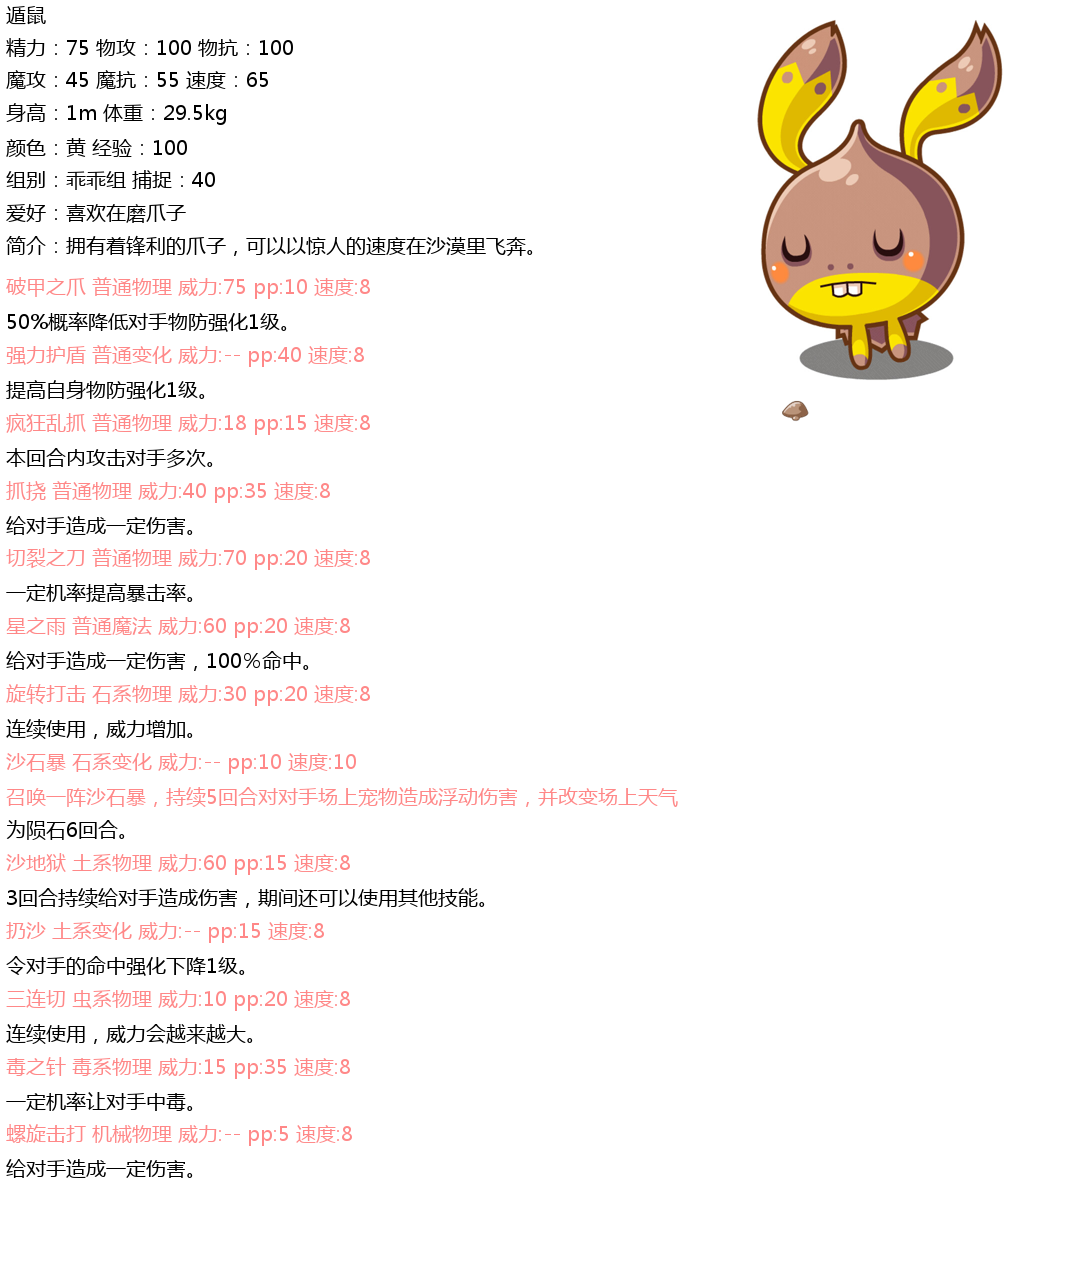 遁鼠
精力：75 物攻：100 物抗：100
魔攻：45 魔抗：55 速度：65
身高：1m 体重：29.5kg
颜色：黄 经验：100
组别：乖乖组 捕捉：40
爱好：喜欢在磨爪子
简介：拥有着锋利的爪子，可以以惊人的速度在沙漠里飞奔。
破甲之爪 普通物理 威力:75 pp:10 速度:8
50%概率降低对手物防强化1级。
强力护盾 普通变化 威力:-- pp:40 速度:8
提高自身物防强化1级。
疯狂乱抓 普通物理 威力:18 pp:15 速度:8
本回合内攻击对手多次。
抓挠 普通物理 威力:40 pp:35 速度:8
给对手造成一定伤害。
切裂之刀 普通物理 威力:70 pp:20 速度:8
一定机率提高暴击率。
星之雨 普通魔法 威力:60 pp:20 速度:8
给对手造成一定伤害，100％命中。
旋转打击 石系物理 威力:30 pp:20 速度:8
连续使用，威力增加。
沙石暴 石系变化 威力:-- pp:10 速度:10
召唤一阵沙石暴，持续5回合对对手场上宠物造成浮动伤害，并改变场上天气
为陨石6回合。
沙地狱 土系物理 威力:60 pp:15 速度:8
3回合持续给对手造成伤害，期间还可以使用其他技能。
扔沙 土系变化 威力:-- pp:15 速度:8
令对手的命中强化下降1级。
三连切 虫系物理 威力:10 pp:20 速度:8
连续使用，威力会越来越大。
毒之针 毒系物理 威力:15 pp:35 速度:8
一定机率让对手中毒。
螺旋击打 机械物理 威力:-- pp:5 速度:8
给对手造成一定伤害。